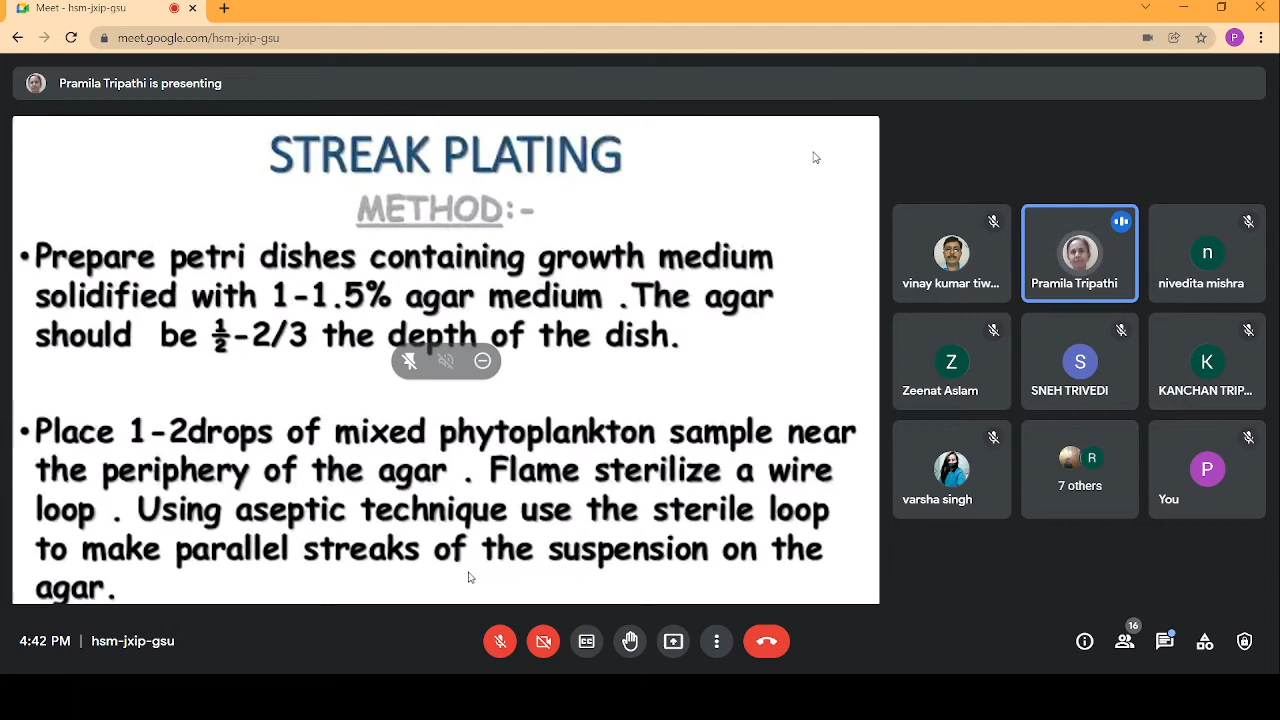 Meet - hsm-jxip-gsu
meet.google.com/hsm-jxip-gsu
P
Pramila Tripathi is presenting
STREAK PLATING
METHOD:-
•Prepare petri dishes containing growth medium
solidified with 1-1.5% agar medium .The agar
should be ½-2/3 the depth of the dish.
•Place 1-2drops of mixed phytoplankton sample near
the periphery of the agar . Flame sterilize a wire
loop . Using aseptic technique use the sterile loop
to make parallel streaks of the suspension on the
agar.
vinay kumar tiw...
Pramila Tripathi
n
nivedita mishra
Z
Zeenat Aslam
S
SNEH TRIVEDI
K
KANCHAN TRIP...
varsha singh
R
7 others
P
You
4:42 PM | hsm-jxip-gsu
CC
16